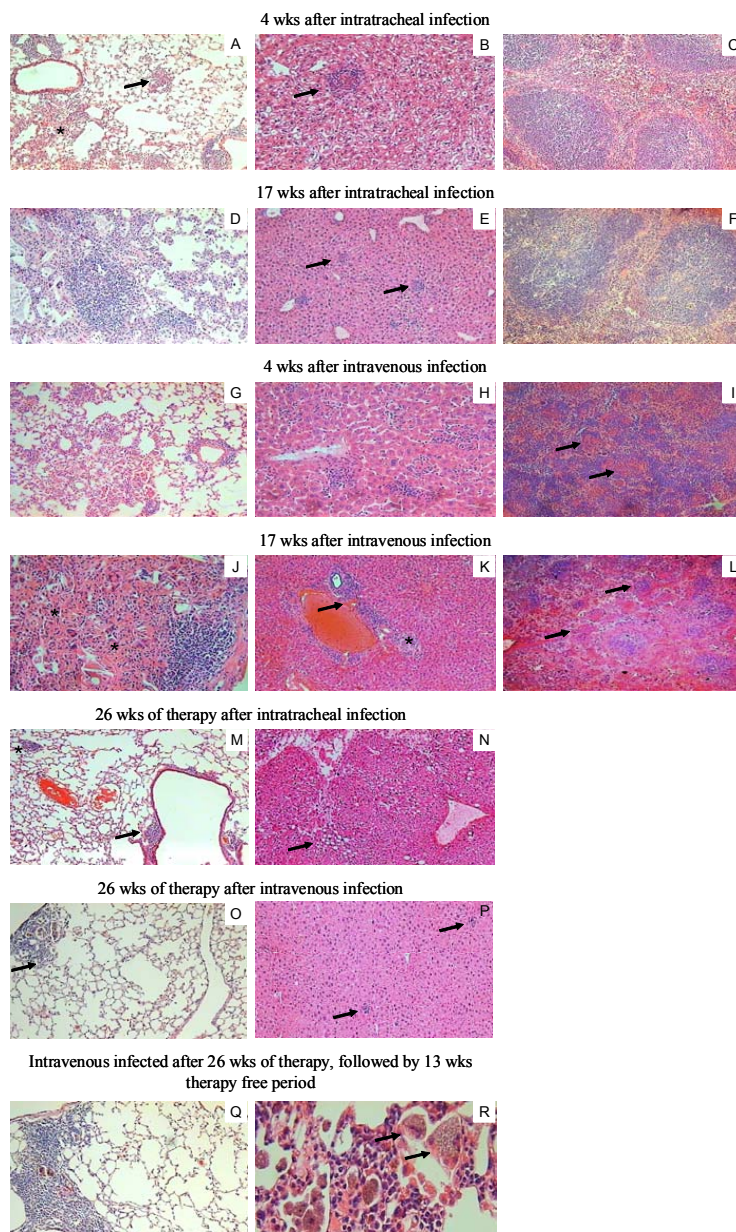 4 wks after intratracheal infection
A
B
C
*
17 wks after intratracheal infection
D
E
F
4 wks after intravenous infection
G
H
I
17 wks after intravenous infection
J
K
L
*
*
*
26 wks of therapy after intratracheal infection
M
N
*
26 wks of therapy after intravenous infection
O
P
Intravenous infected after 26 wks of therapy, followed by 13 wks
therapy free period
Q
R